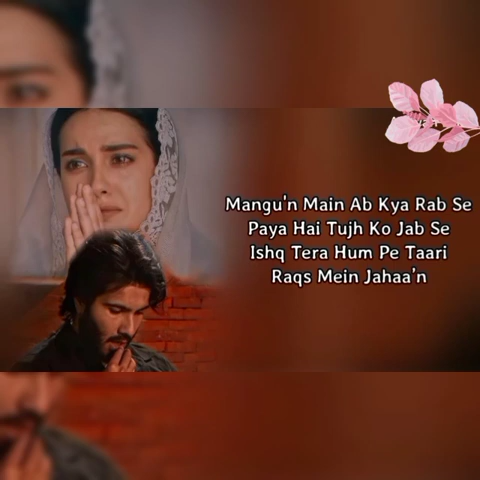 Mangu'n Main Ab Kya Rab Se
Paya Hai Tujh Ko Jab Se
Ishq Tera Hum Pe Taari
Raqs Mein Jahaa'n